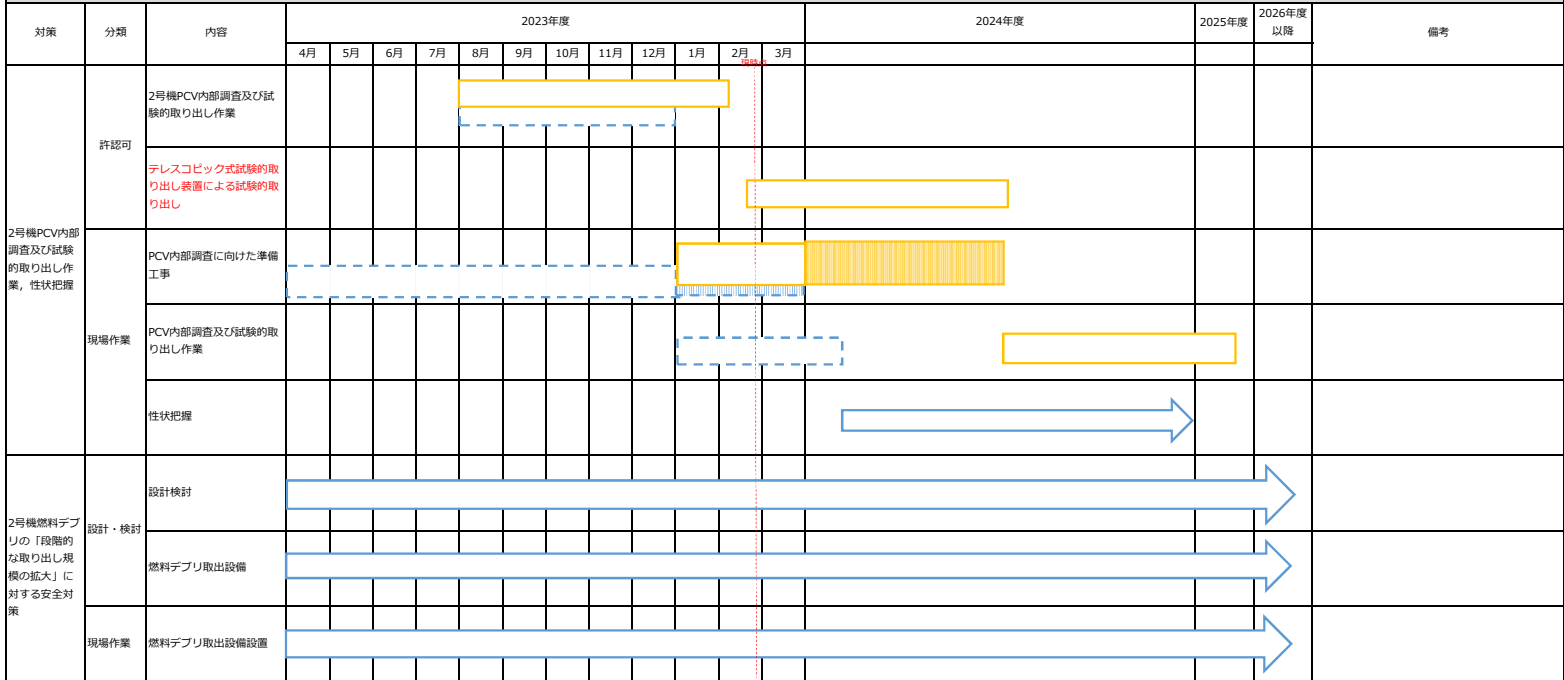 対策
分類
内容
2023年度
2024年度
2025年度
2026年度
以降
備考
4月
5月
6月
7月
8月
9月
10月
11月
12月
1月
2月
3月
現時点
2号機PCV内部
調査及び試験
的取り出し作
業，性状把握
許認可
2号機PCV内部調査及び試
験的取り出し作業
テレスコピック式試験的取
り出し装置による試験的取
り出し
現場作業
PCV内部調査に向けた準備
工事
PCV内部調査及び試験的取
り出し作業
性状把握
2号機燃料デブ
リの「段階的
な取り出し規
模の拡大」に
対する安全対
策
設計・検討
設計検討
燃料デブリ取出設備
現場作業
燃料デブリ取出設備設置